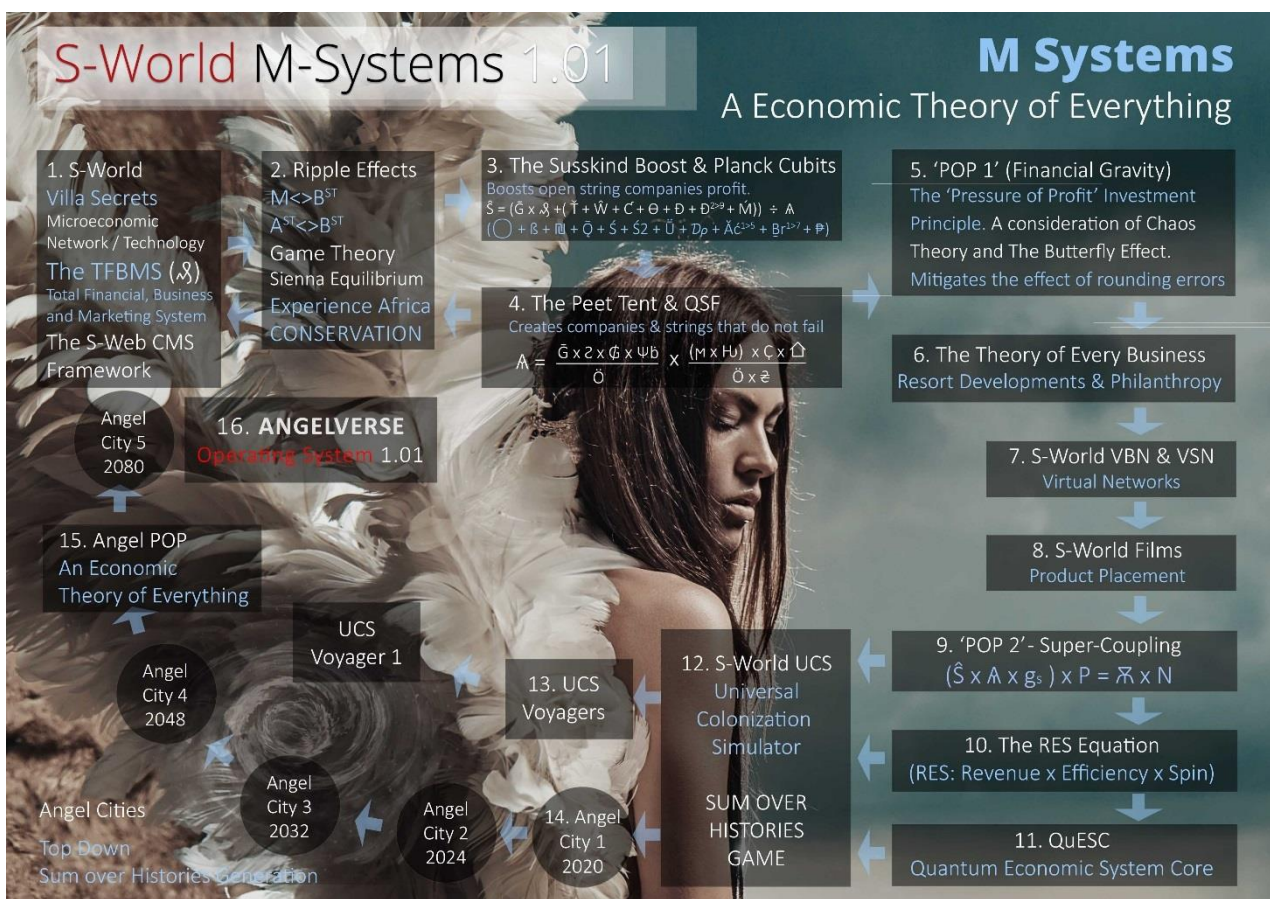 S-World M-Systems 1.01
M Systems
A Economic Theory of Everything
1. S-World
Villa Secrets
Microeconomic
Network / Technology
The TFBMS
Total Financial, Business
and Marketing System
The S-Web CMS
Framework
2. Ripple Effects
M<>Bˢᵀ
Aˢᵀ<>Bˢᵀ
Game Theory
Sienna Equilibrium
Experience Africa
CONSERVATION
3. The Susskind Boost & Planck Cubits
Boosts open string companies profit.
4. The Peet Tent & QSF
Creates companies & strings that do not fail
5. ‘POP 1’ (Financial Gravity)
The ‘Pressure of Profit’ Investment
Principle. A consideration of Chaos
Theory and The Butterfly Effect.
Mitigates the effect of rounding errors
6. The Theory of Every Business
Resort Developments & Philanthropy
7. S-World VBN & VSN
Virtual Networks
8. S-World Films
Product Placement
9. ‘POP 2’- Super-Coupling
(Ŝ x Ѧ x gₛ ) x P = Ѫ x N
10. The RES Equation
(RES: Revenue x Efficiency x Spin)
11. QuESC
Quantum Economic System Core
12. S-World UCS
Universal
Colonization
Simulator
SUM OVER
HISTORIES
GAME
13. UCS
Voyagers
UCS
Voyager 1
14. Angel
City 1
2020
Angel
City 2
2024
Angel
City 3
2032
Angel
City 4
2048
Angel Cities
Top Down
Sum over Histories Generation
15. Angel POP
An Economic
Theory of Everything
Angel
City 5
2080
16. ANGELVERSE
Operating System 1.01